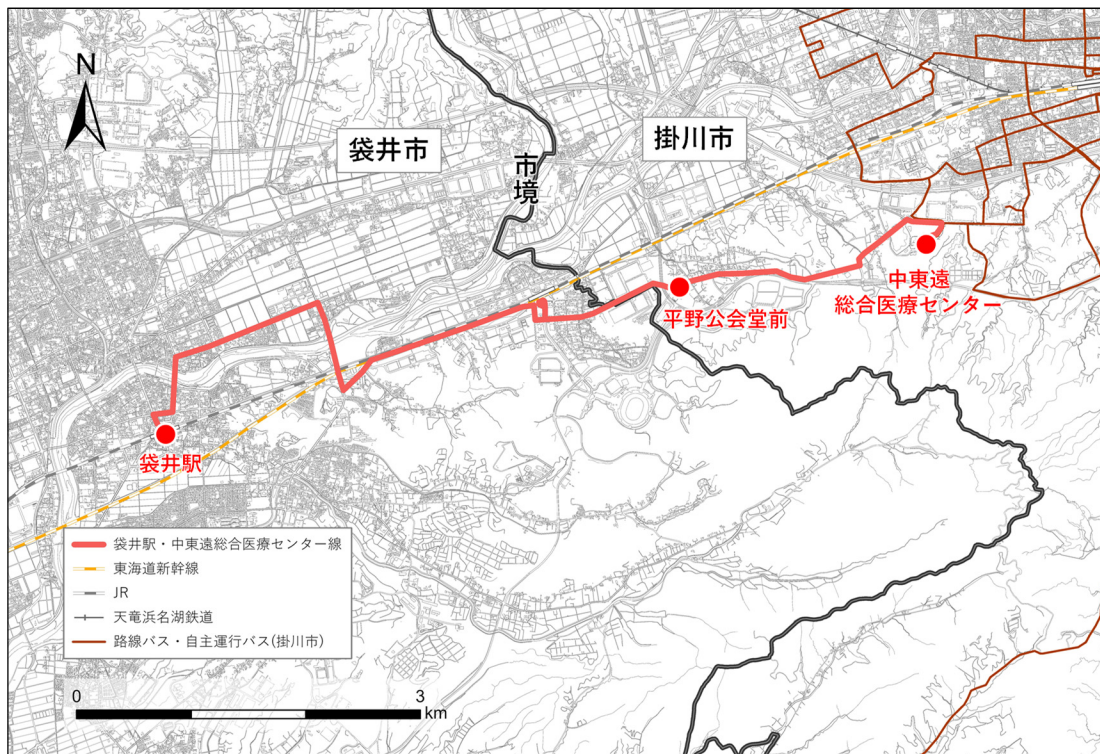 N
袋井市
掛川市
市境
中東遠
総合医療センター
平野公会堂前
袋井駅
袋井駅・中東遠総合医療センター線
東海道新幹線
JR
天竜浜名湖鉄道
路線バス・自主運行バス(掛川市)
0 3
km